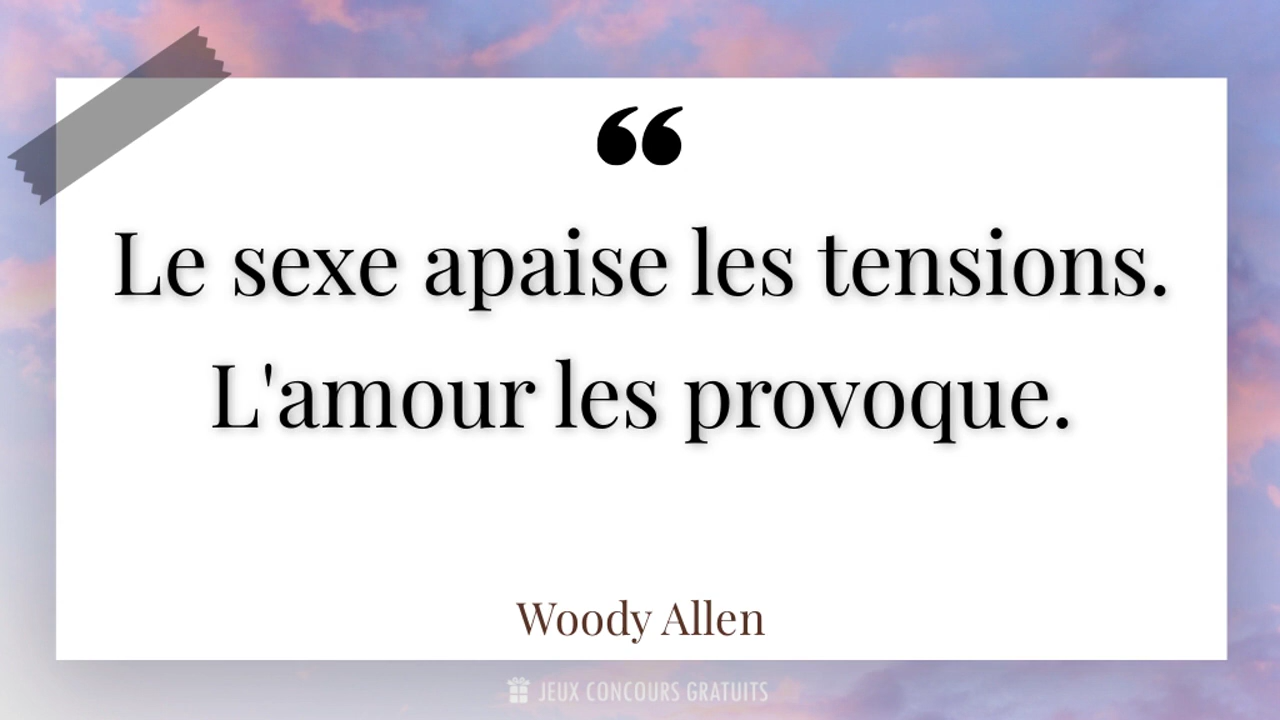 “
Le sexe apaise les tensions.
L'amour les provoque.
Woody Allen
JEUX CONCOURS GRATUITS